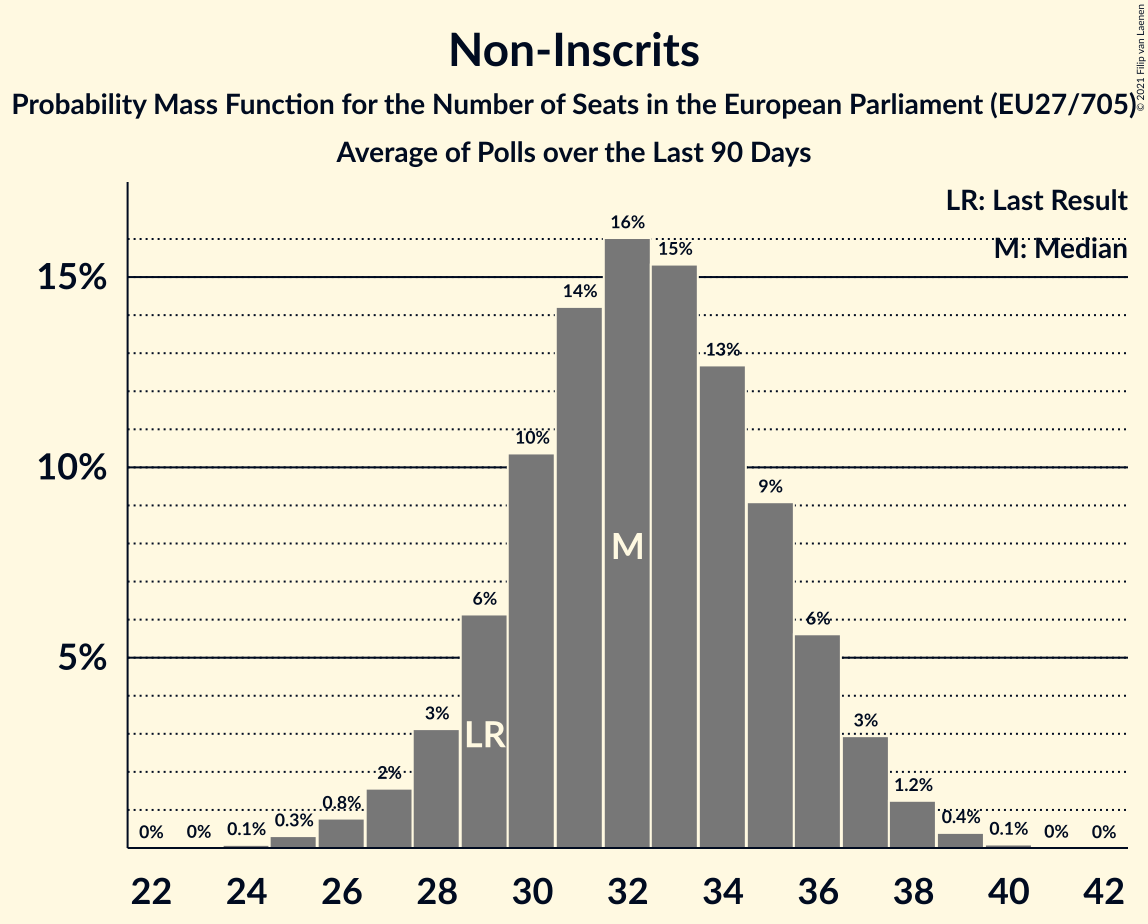 Non-Inscrits
Probability Mass Function for the Number of Seats in the European Parliament (EU27/705)
Average of Polls over the Last 90 Days
© 2021 Filip van Laenen
LR: Last Result
M: Median
15%
10%
5%
0%
0%
0.1%
0.3%
0.8%
2%
3%
6%
10%
14%
16%
15%
13%
9%
6%
3%
1.2%
0.4%
0.1%
0%
0%
LR
M
22 24 26 28 30 32 34 36 38 40 42